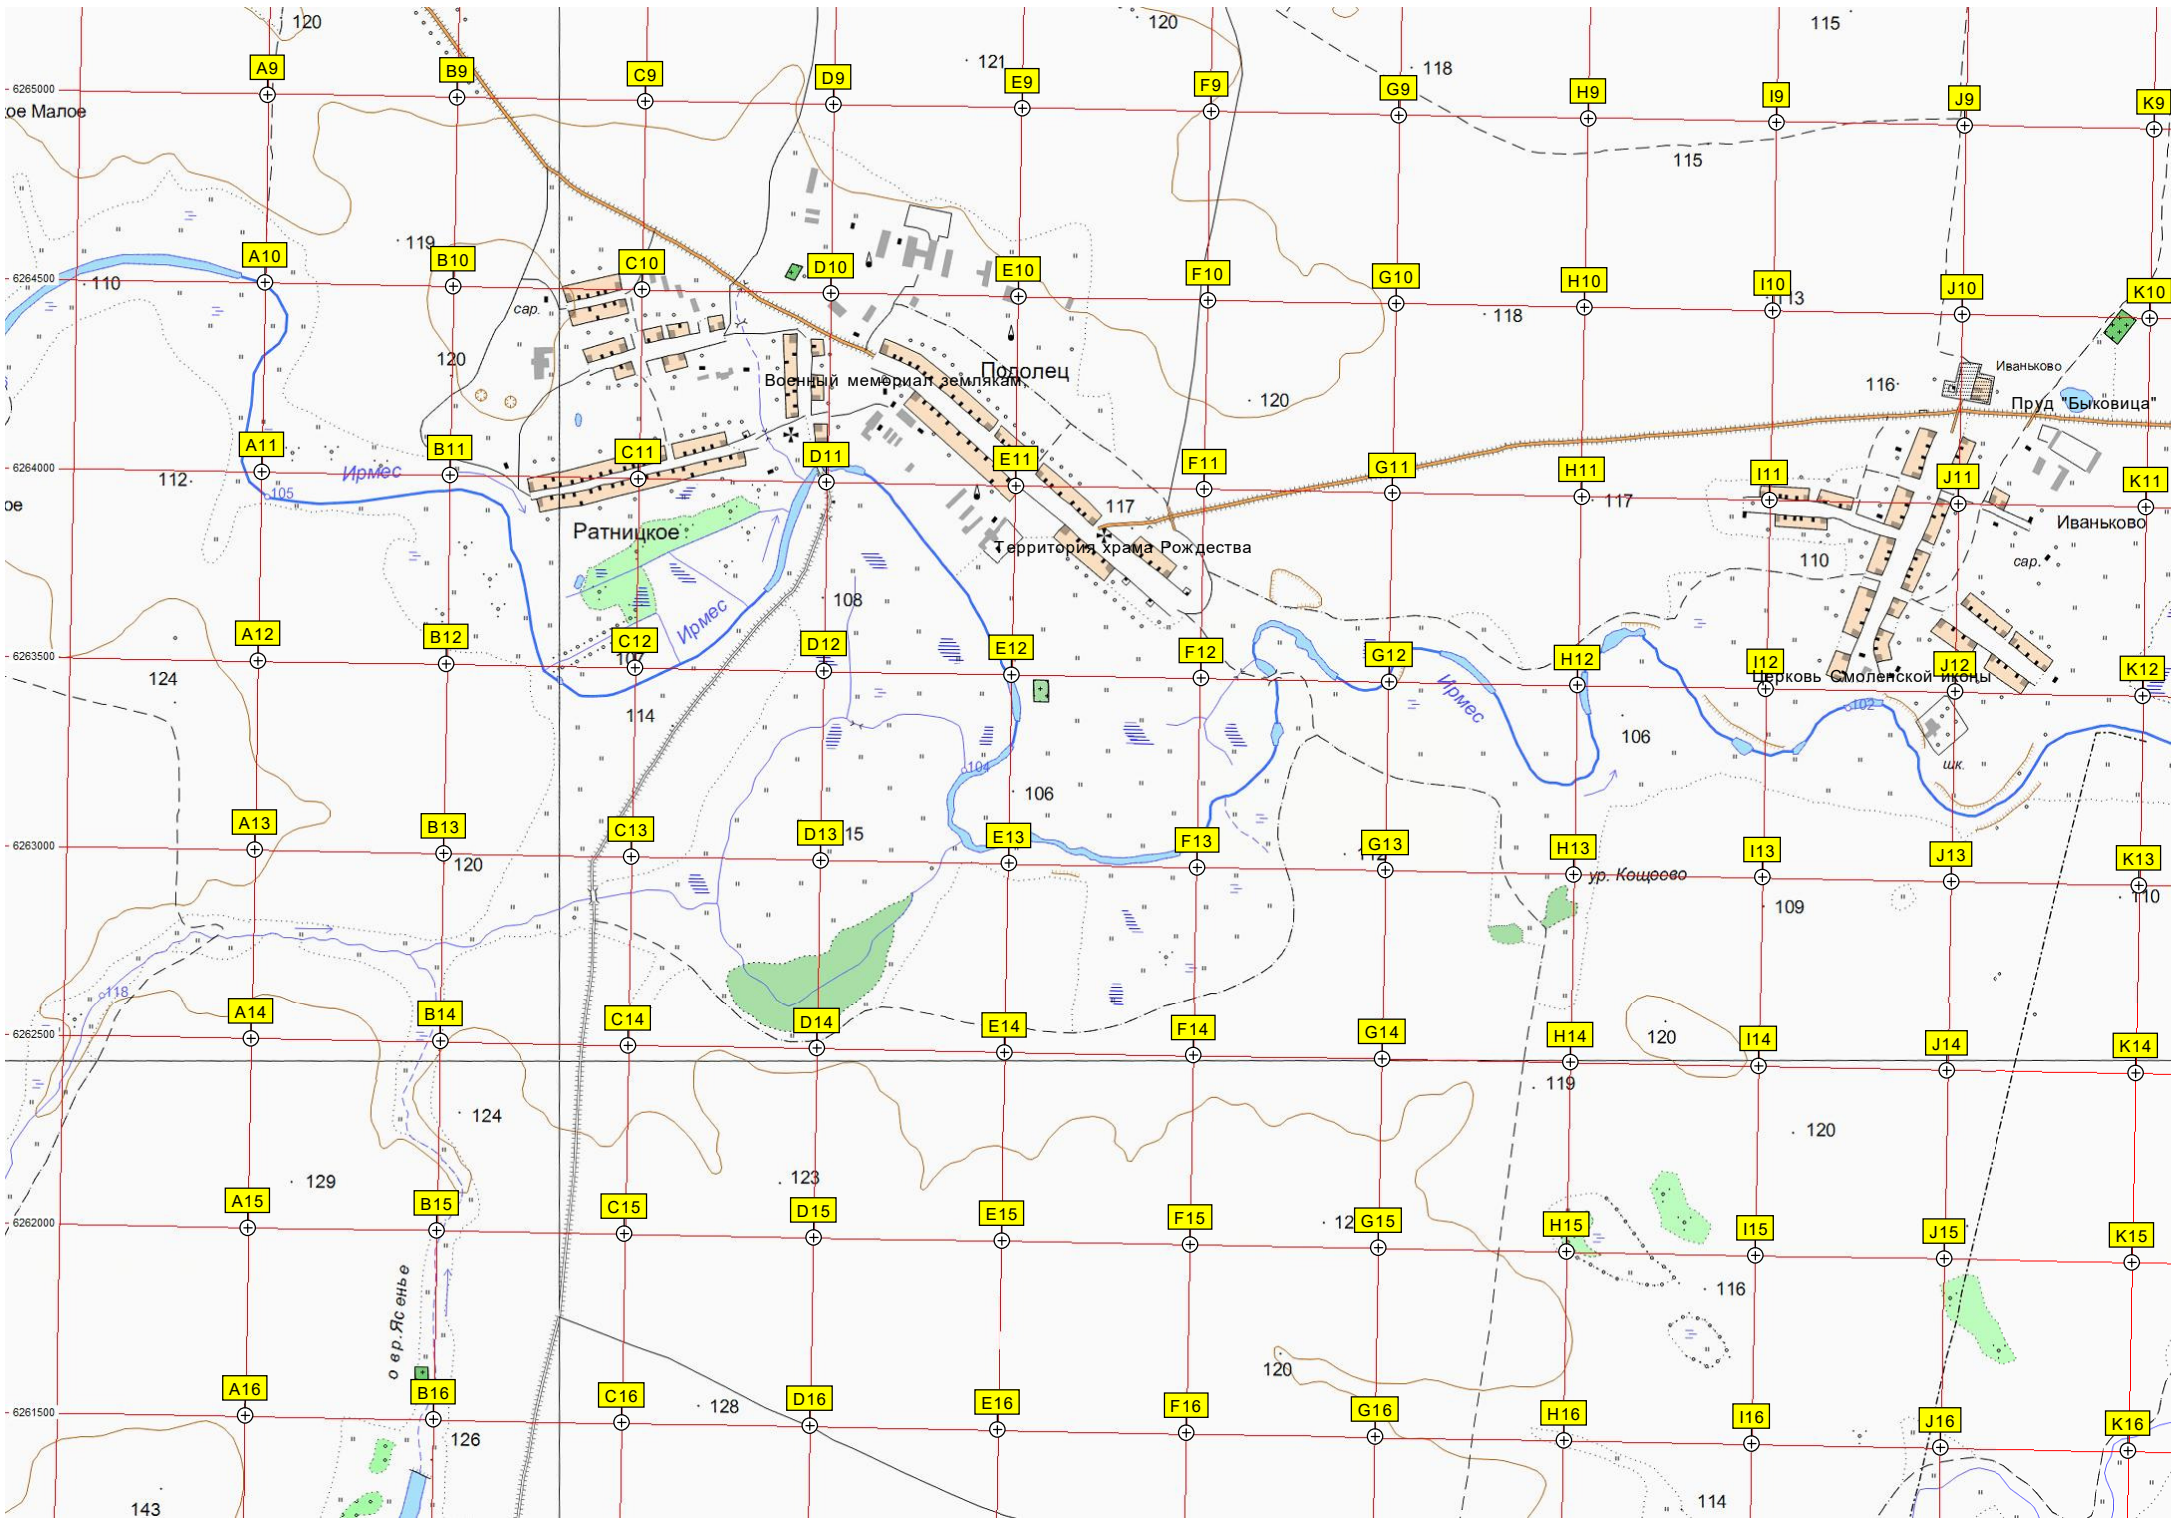 120
120
115
A9
B9
C9
D9
121
E9
F9
118
G9
H9
I9
J9
K9
6265000
ое Малое
115
119
A10
B10
C10
D10
E10
F10
G10
H10
I10
J10
K10
6264500
110
сар.
118
120
Подолец
Военный мемориал землякам,
116
Иваньково
120
Пруд "Быковица"
A11
B11
C11
D11
E11
F11
G11
H11
I11
J11
K11
6264000
112
Ирмес
105
ое
117
117
Ратницкое
Территория храма Рождества
Иваньково
110
сар.
108
Ирмес
A12
B12
C12
D12
E12
F12
G12
H12
I12
J12
K12
6263500
107
124
Церковь Смоленской иконы
Ирмес
102
114
106
шк.
104
106
A13
B13
C13
D13
15
E13
F13
G13
H13
I13
J13
K13
6263000
120
112
ур. Кощеево
109
110
118
A14
B14
C14
D14
E14
F14
G14
H14
I14
J14
K14
6262500
120
119
124
120
129
123
A15
B15
C15
D15
E15
F15
12
G15
H15
I15
J15
K15
6262000
116
овр. Ясенье
120
A16
B16
C16
D16
E16
F16
G16
H16
I16
J16
K16
6261500
128
126
143
114